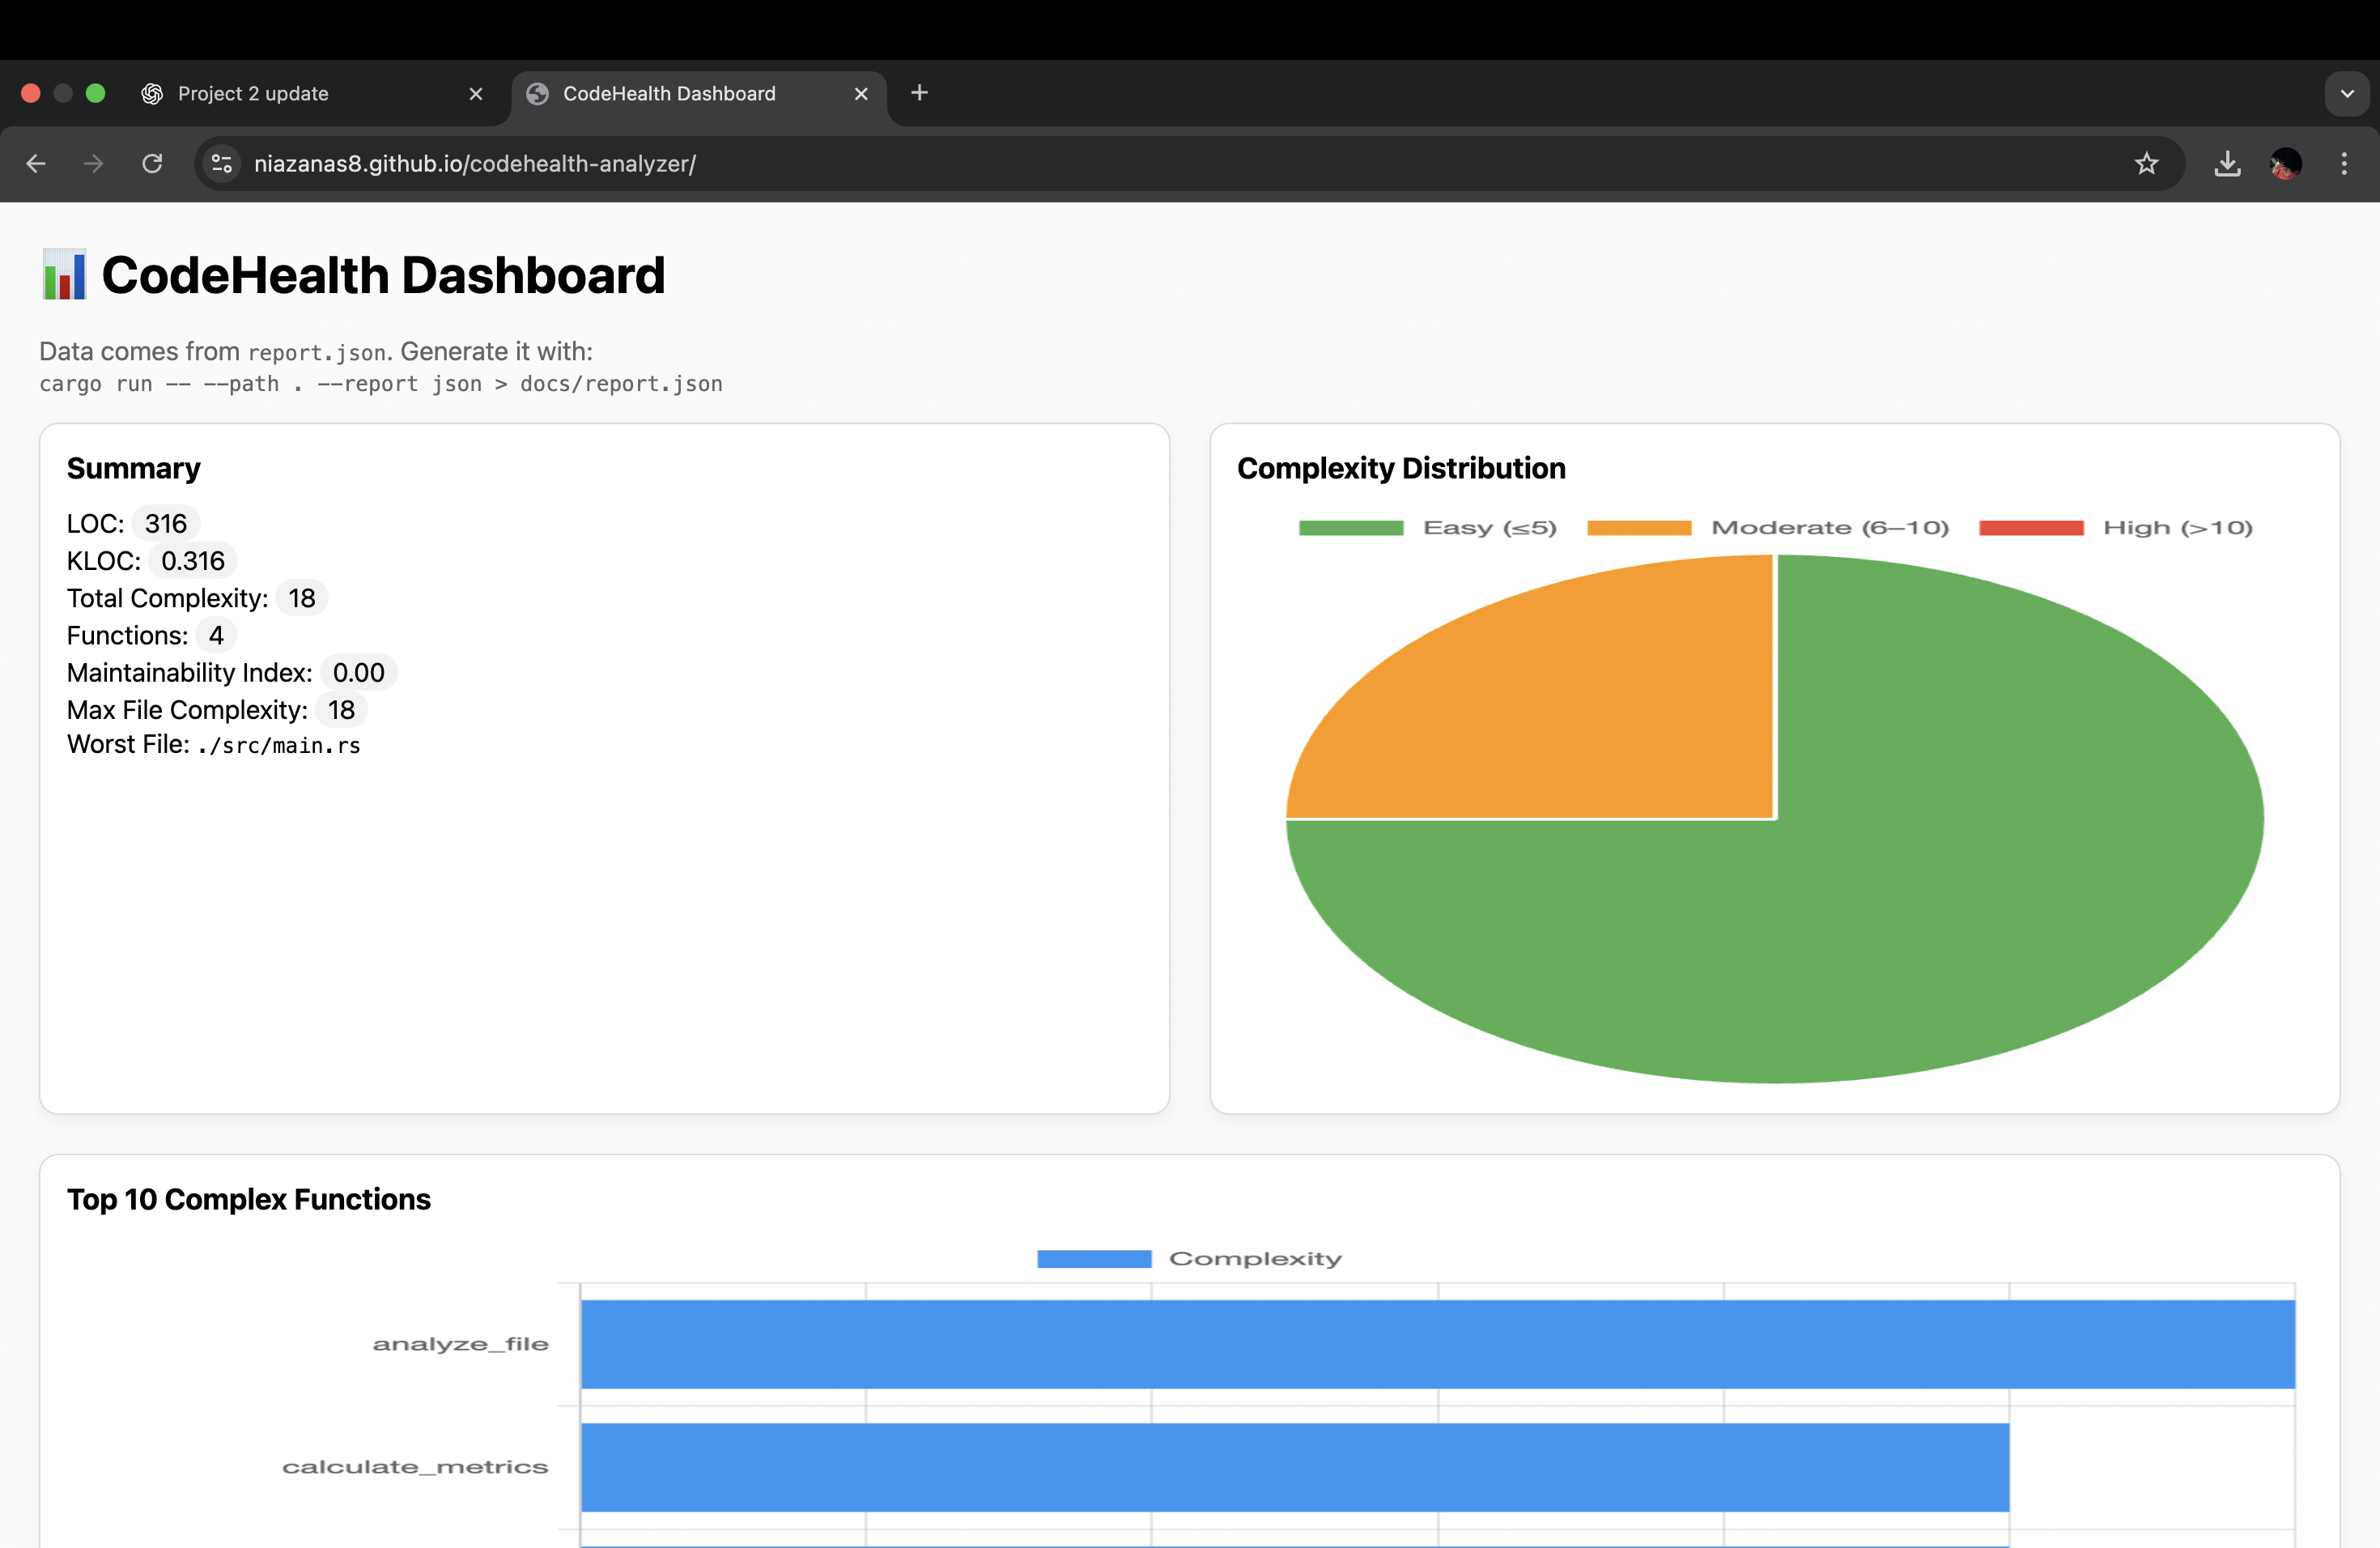 Project 2 update
CodeHealth Dashboard
niazanas8.github.io/codehealth-analyzer/
CodeHealth Dashboard
Data comes from report.json. Generate it with:
cargo run -- --path . --report json > docs/report.json
Summary
LOC: 316
KLOC: 0.316
Total Complexity: 18
Functions: 4
Maintainability Index: 0.00
Max File Complexity: 18
Worst File: ./src/main.rs
Complexity Distribution
Easy (≤5) Moderate (6–10) High (>10)
Top 10 Complex Functions
Complexity
analyze_file
calculate_metrics